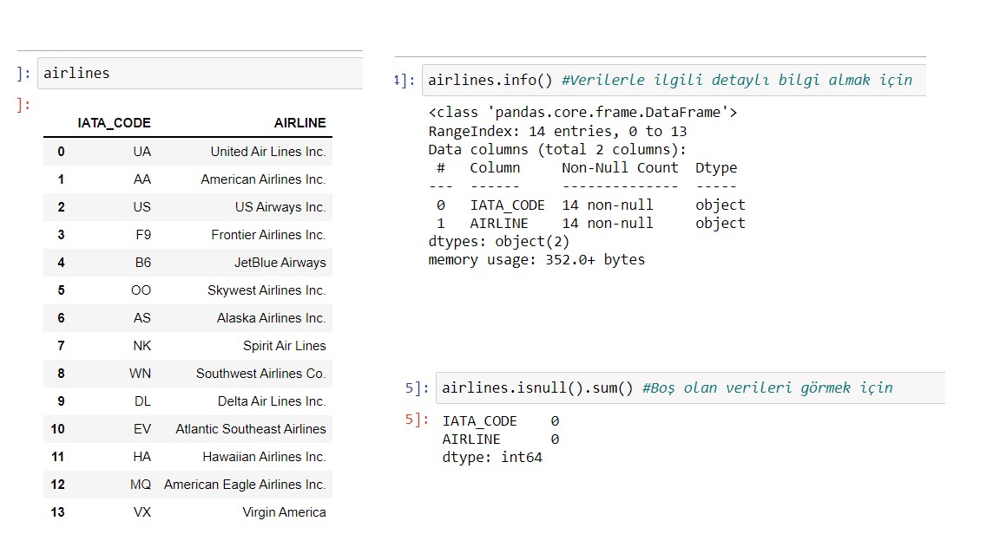 ]: airlines
]:
IATA_CODE AIRLINE
0 UA United Air Lines Inc.
1 AA American Airlines Inc.
2 US US Airways Inc.
3 F9 Frontier Airlines Inc.
4 B6 JetBlue Airways
5 OO Skywest Airlines Inc.
6 AS Alaska Airlines Inc.
7 NK Spirit Air Lines
8 WN Southwest Airlines Co.
9 DL Delta Air Lines Inc.
10 EV Atlantic Southeast Airlines
11 HA Hawaiian Airlines Inc.
12 MQ American Eagle Airlines Inc.
13 VX Virgin America
4]: airlines.info() #Verilerle ilgili detaylı bilgi almak için
<class 'pandas.core.frame.DataFrame'>
RangeIndex: 14 entries, 0 to 13
Data columns (total 2 columns):
# Column Non-Null Count Dtype
--- ------ -------------- -----
0 IATA_CODE 14 non-null object
1 AIRLINE 14 non-null object
dtypes: object(2)
memory usage: 352.0+ bytes
5]: airlines.isnull().sum() #Boş olan verileri görmek için
5]: IATA_CODE 0
AIRLINE 0
dtype: int64